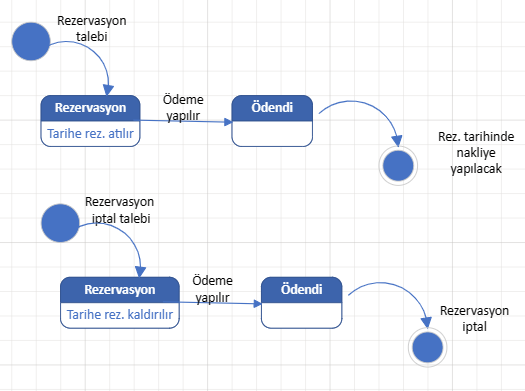 Rezervasyon
talebi
Rezervasyon
Tarihe rez. atılır
Ödeme
yapılır
Ödendi
Rez. tarihinde
nakliye
yapılacak
Rezervasyon
iptal talebi
Rezervasyon
Tarihe rez. kaldırılır
Ödeme
yapılır
Ödendi
Rezervasyon
iptal